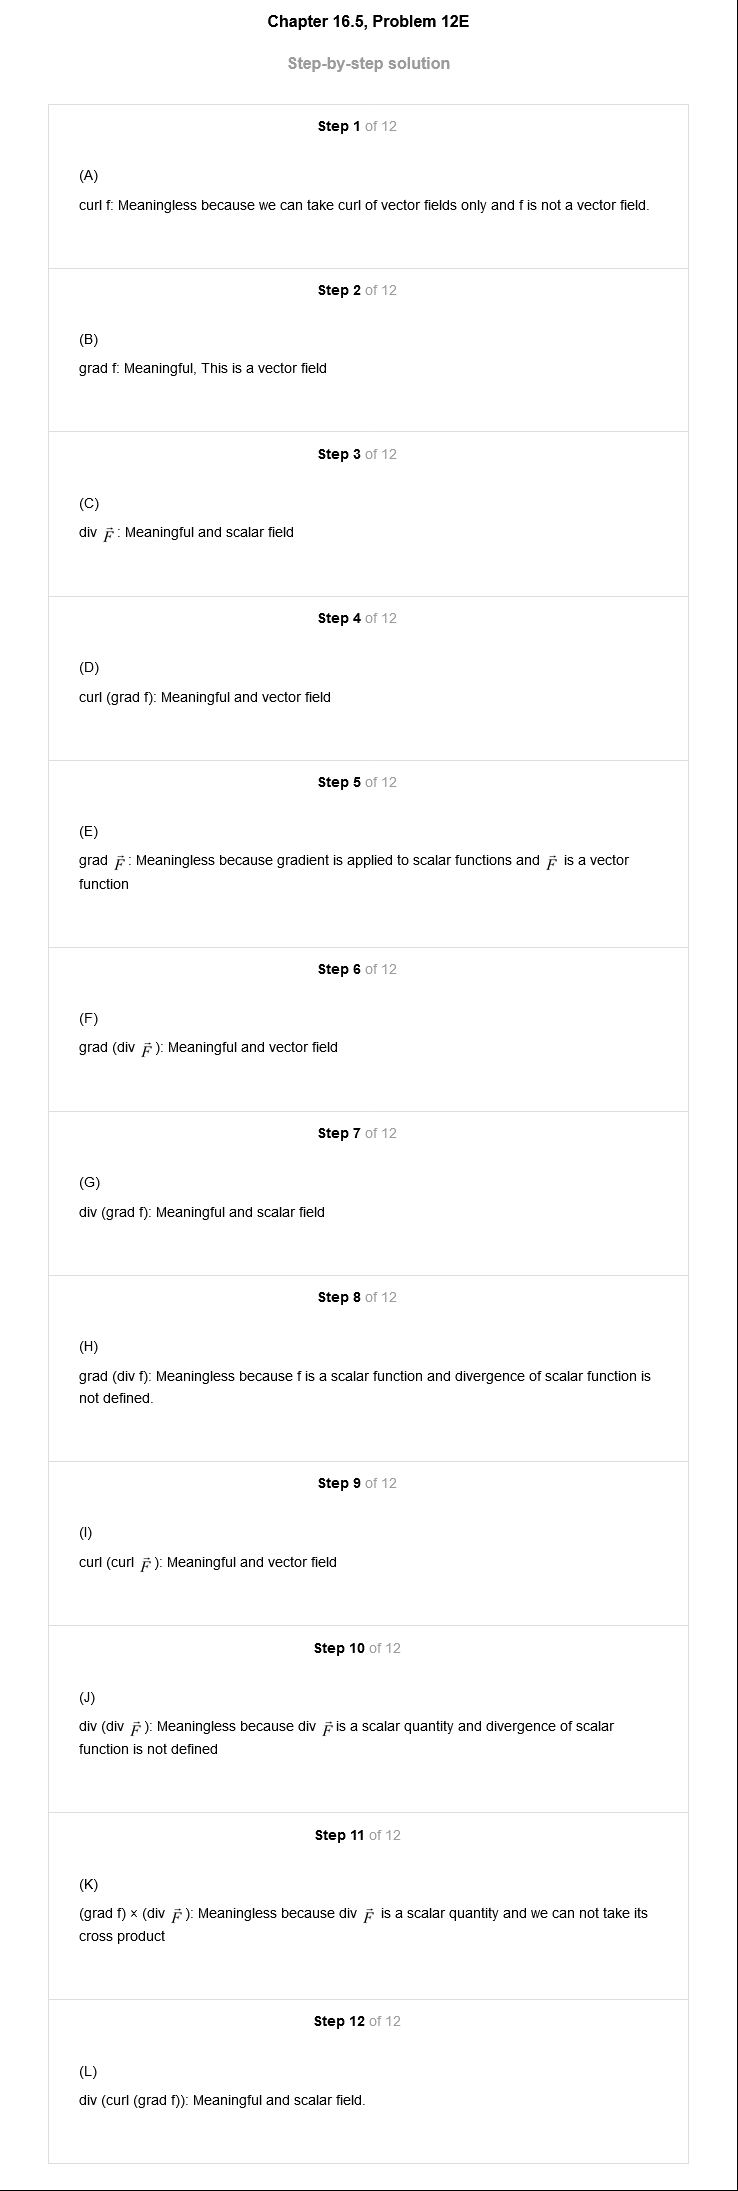 Chapter 16.5, Problem 12E
Step-by-step solution
Step 1 of 12
(A)
curl f: Meaningless because we can take curl of vector fields only and f is not a vector field.
Step 2 of 12
(B)
grad f: Meaningful, This is a vector field
Step 3 of 12
(C)
div F⃗ : Meaningful and scalar field
Step 4 of 12
(D)
curl (grad f): Meaningful and vector field
Step 5 of 12
(E)
grad F⃗ : Meaningless because gradient is applied to scalar functions and F⃗ is a vector
function
Step 6 of 12
(F)
grad (div F⃗ ): Meaningful and vector field
Step 7 of 12
(G)
div (grad f): Meaningful and scalar field
Step 8 of 12
(H)
grad (div f): Meaningless because f is a scalar function and divergence of scalar function is
not defined.
Step 9 of 12
(I)
curl (curl F⃗ ): Meaningful and vector field
Step 10 of 12
(J)
div (div F⃗ ): Meaningless because div F⃗ is a scalar quantity and divergence of scalar
function is not defined
Step 11 of 12
(K)
(grad f) × (div F⃗ ): Meaningless because div F⃗ is a scalar quantity and we can not take its
cross product
Step 12 of 12
(L)
div (curl (grad f)): Meaningful and scalar field.